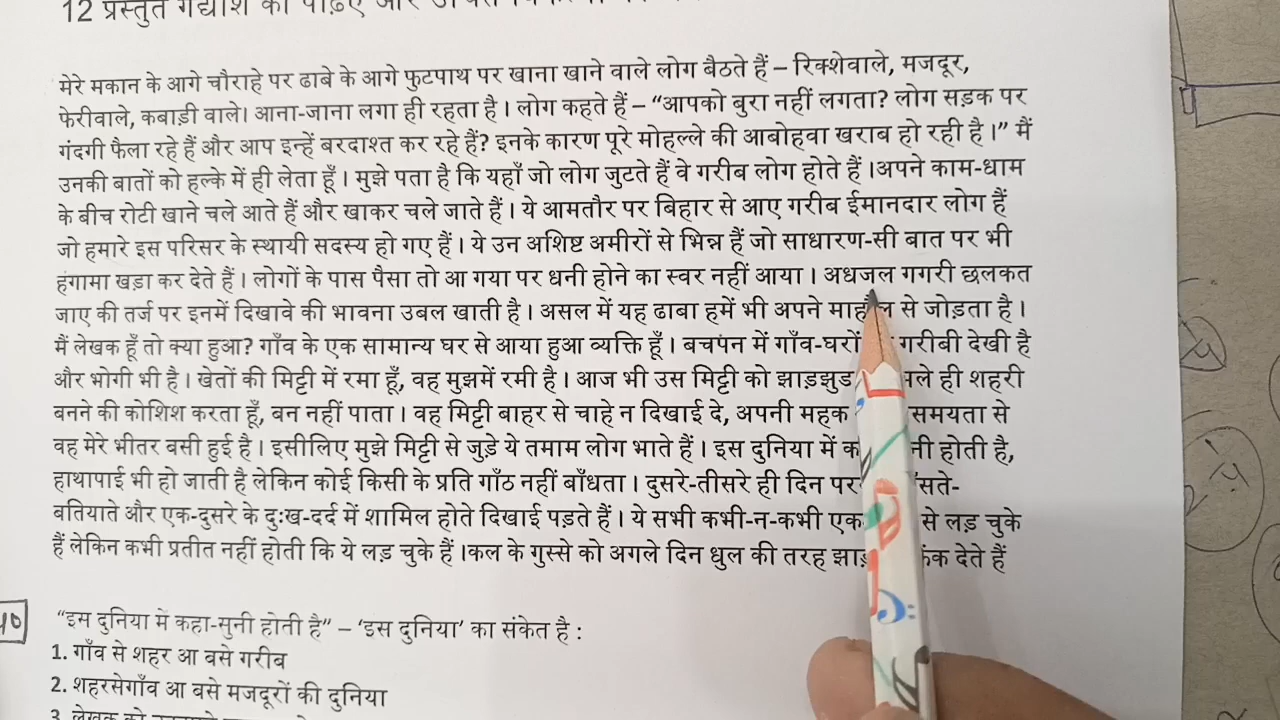 12 प्रस्तुत गद्यांश को पढ़िए और
मेरे मकान के आगे चौराहे पर ढाबे के आगे फुटपाथ पर खाना खाने वाले लोग बैठते हैं – रिक्शेवाले, मजदूर,
फेरीवाले, कबाड़ी वाले। आना-जाना लगा ही रहता है। लोग कहते हैं – “आपको बुरा नहीं लगता? लोग सड़क पर
गंदगी फैला रहे हैं और आप इन्हें बरदाश्त कर रहे हैं? इनके कारण पूरे मोहल्ले की आबोहवा खराब हो रही है।” मैं
उनकी बातों को हल्के में ही लेता हूँ। मुझे पता है कि यहाँ जो लोग जुटते हैं वे गरीब लोग होते हैं ।अपने काम-धाम
के बीच रोटी खाने चले आते हैं और खाकर चले जाते हैं। ये आमतौर पर बिहार से आए गरीब ईमानदार लोग हैं
जो हमारे इस परिसर के स्थायी सदस्य हो गए हैं। ये उन अशिष्ट अमीरों से भिन्न हैं जो साधारण-सी बात पर भी
हंगामा खड़ा कर देते हैं। लोगों के पास पैसा तो आ गया पर धनी होने का स्वर नहीं आया। अधजल गगरी छलकत
जाए की तर्ज पर इनमें दिखावे की भावना उबल खाती है। असल में यह ढाबा हमें भी अपने माहौल से जोड़ता है।
मैं लेखक हूँ तो क्या हुआ? गाँव के एक सामान्य घर से आया हुआ व्यक्ति हूँ। बचपन में गाँव-घरों गरीबी देखी है
और भोगी भी है। खेतों की मिट्टी में रमा हूँ, वह मुझमें रमी है। आज भी उस मिट्टी को ही शहरी
बनने की कोशिश करता हूँ, बन नहीं पाता। वह मिट्टी बाहर से चाहे न दिखाई दे, अपनी महक समयता से
वह मेरे भीतर बसी हुई है। इसीलिए मुझे मिट्टी से जुड़े ये तमाम लोग भाते हैं। इस दुनिया में होती है,
हाथापाई भी हो जाती है लेकिन कोई किसी के प्रति गाँठ नहीं बाँधता। दुसरे-तीसरे ही दिन
बतियाते और एक-दुसरे के दुःख-दर्द में शामिल होते दिखाई पड़ते हैं। ये सभी कभी-न-कभी एक से लड़ चुके
हैं लेकिन कभी प्रतीत नहीं होती कि ये लड़ चुके हैं ।कल के गुस्से को अगले दिन धुल की तरह देते हैं
“इस दुनिया में कहा-सुनी होती है” – ‘इस दुनिया’ का संकेत है :
1. गाँव से शहर आ बसे गरीब
2. शहरसेगाँव आ बसे मजदूरों की दुनिया